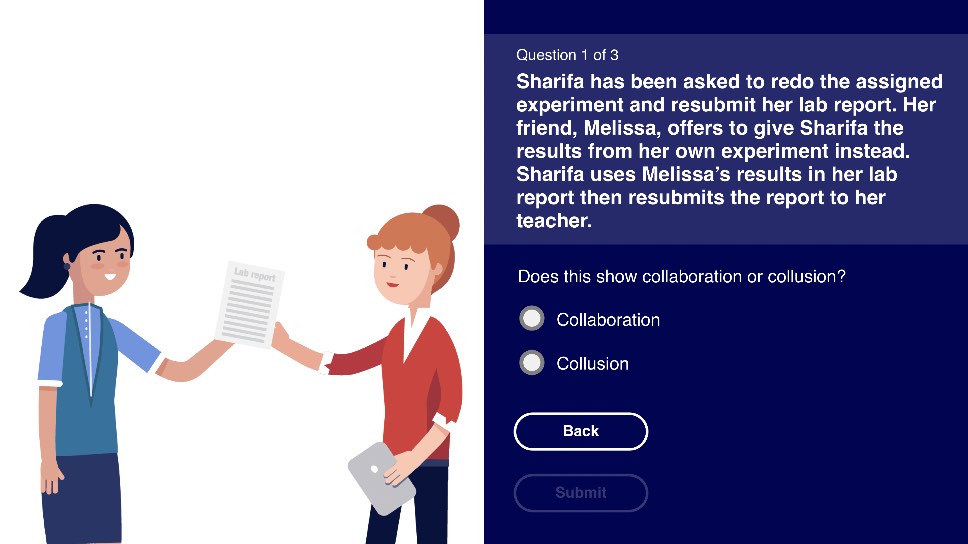 Lab report
Question 1 of 3
Sharifa has been asked to redo the assigned
experiment and resubmit her lab report. Her
friend, Melissa, offers to give Sharifa the
results from her own experiment instead.
Sharifa uses Melissa’s results in her lab
report then resubmits the report to her
teacher.
Does this show collaboration or collusion?
Collaboration
Collusion
Back
Submit